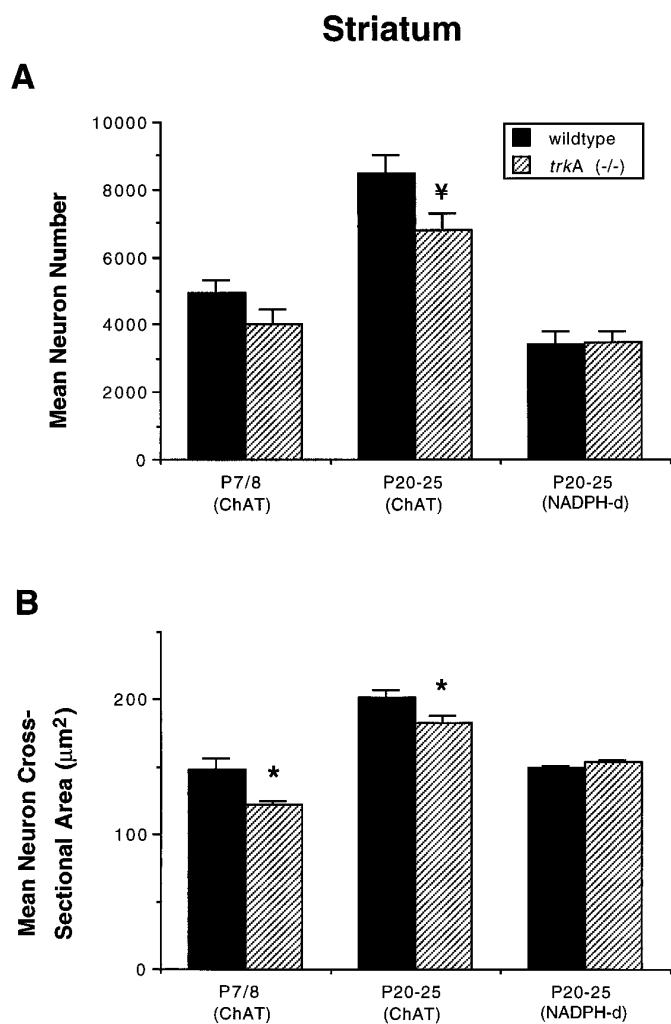 Striatum
A
Mean Neuron Number
10000
8000
6000
4000
2000
0
wildtype
trkA (-/-)
¥
P7/8
(ChAT)
P20-25
(ChAT)
P20-25
(NADPH-d)
B
Mean Neuron Cross-
Sectional Area (μm²)
200
100
0
*
*
P7/8
(ChAT)
P20-25
(ChAT)
P20-25
(NADPH-d)